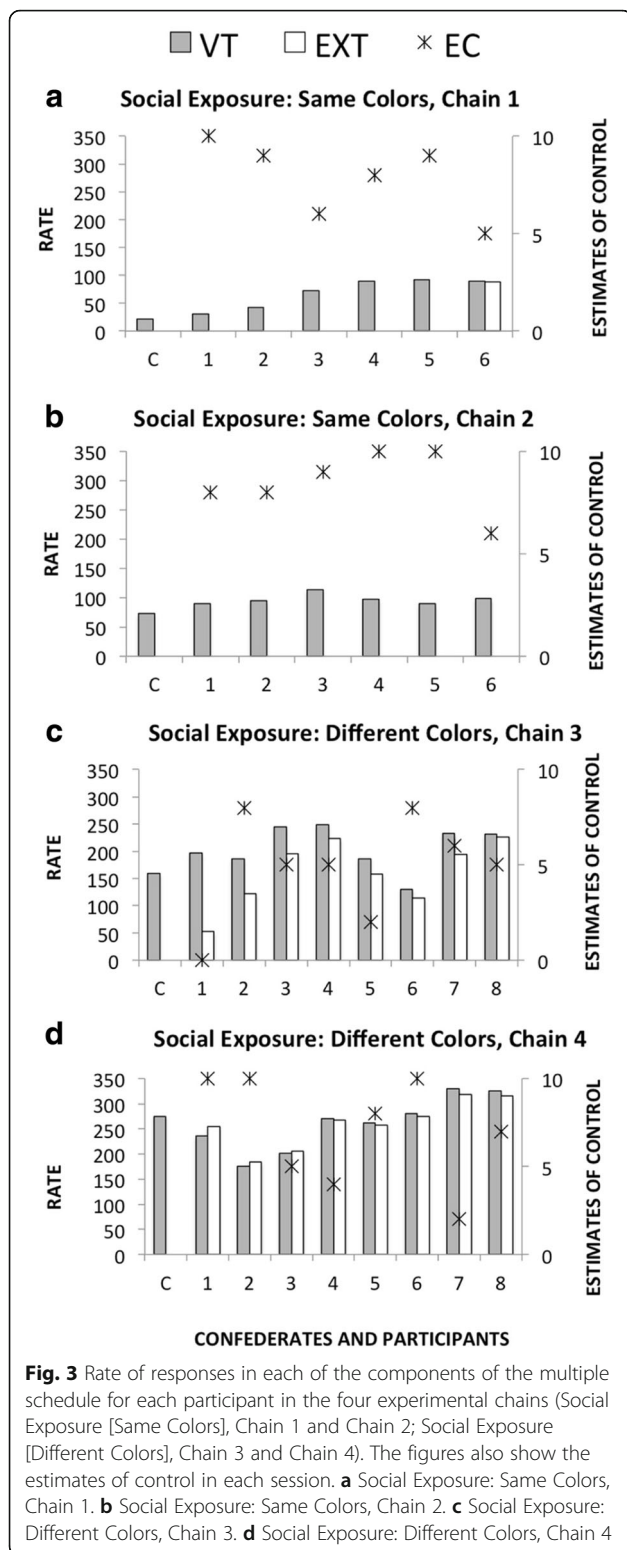 VT EXT EC
a
Social Exposure: Same Colors, Chain 1
350
300
250
200
150
100
50
0
RATE
10
5
0
ESTIMATES OF CONTROL
C 1 2 3 4 5 6
b
Social Exposure: Same Colors, Chain 2
350
300
250
200
150
100
50
0
RATE
10
5
0
ESTIMATES OF CONTROL
C 1 2 3 4 5 6
c
Social Exposure: Different Colors, Chain 3
350
300
250
200
150
100
50
0
RATE
10
5
0
ESTIMATES OF CONTROL
C 1 2 3 4 5 6 7 8
d
Social Exposure: Different Colors, Chain 4
350
300
250
200
150
100
50
0
RATE
10
5
0
ESTIMATES OF CONTROL
C 1 2 3 4 5 6 7 8
CONFEDERATES AND PARTICIPANTS
Fig. 3 Rate of responses in each of the components of the multiple
schedule for each participant in the four experimental chains (Social
Exposure [Same Colors], Chain 1 and Chain 2; Social Exposure
[Different Colors], Chain 3 and Chain 4). The figures also show the
estimates of control in each session. a Social Exposure: Same Colors,
Chain 1. b Social Exposure: Same Colors, Chain 2. c Social Exposure:
Different Colors, Chain 3. d Social Exposure: Different Colors, Chain 4